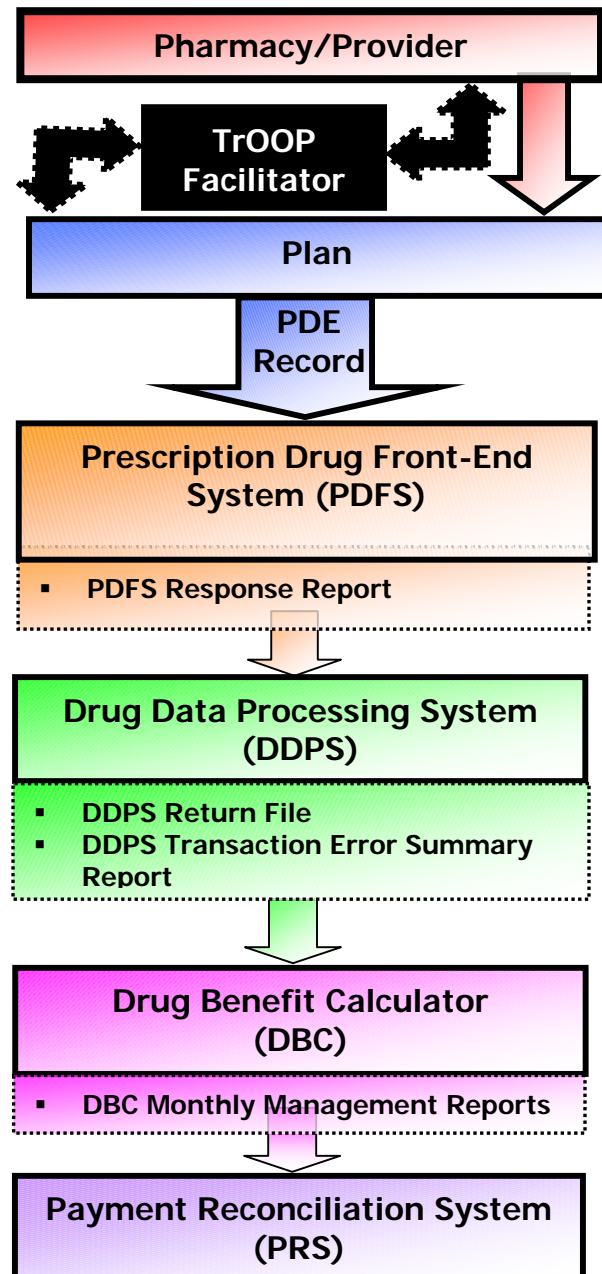 Pharmacy/Provider
TrOOP
Facilitator
Plan
PDE
Record
Prescription Drug Front-End
System (PDFS)
▪ PDFS Response Report
Drug Data Processing System
(DDPS)
▪ DDPS Return File
▪ DDPS Transaction Error Summary
Report
Drug Benefit Calculator
(DBC)
▪ DBC Monthly Management Reports
Payment Reconciliation System
(PRS)